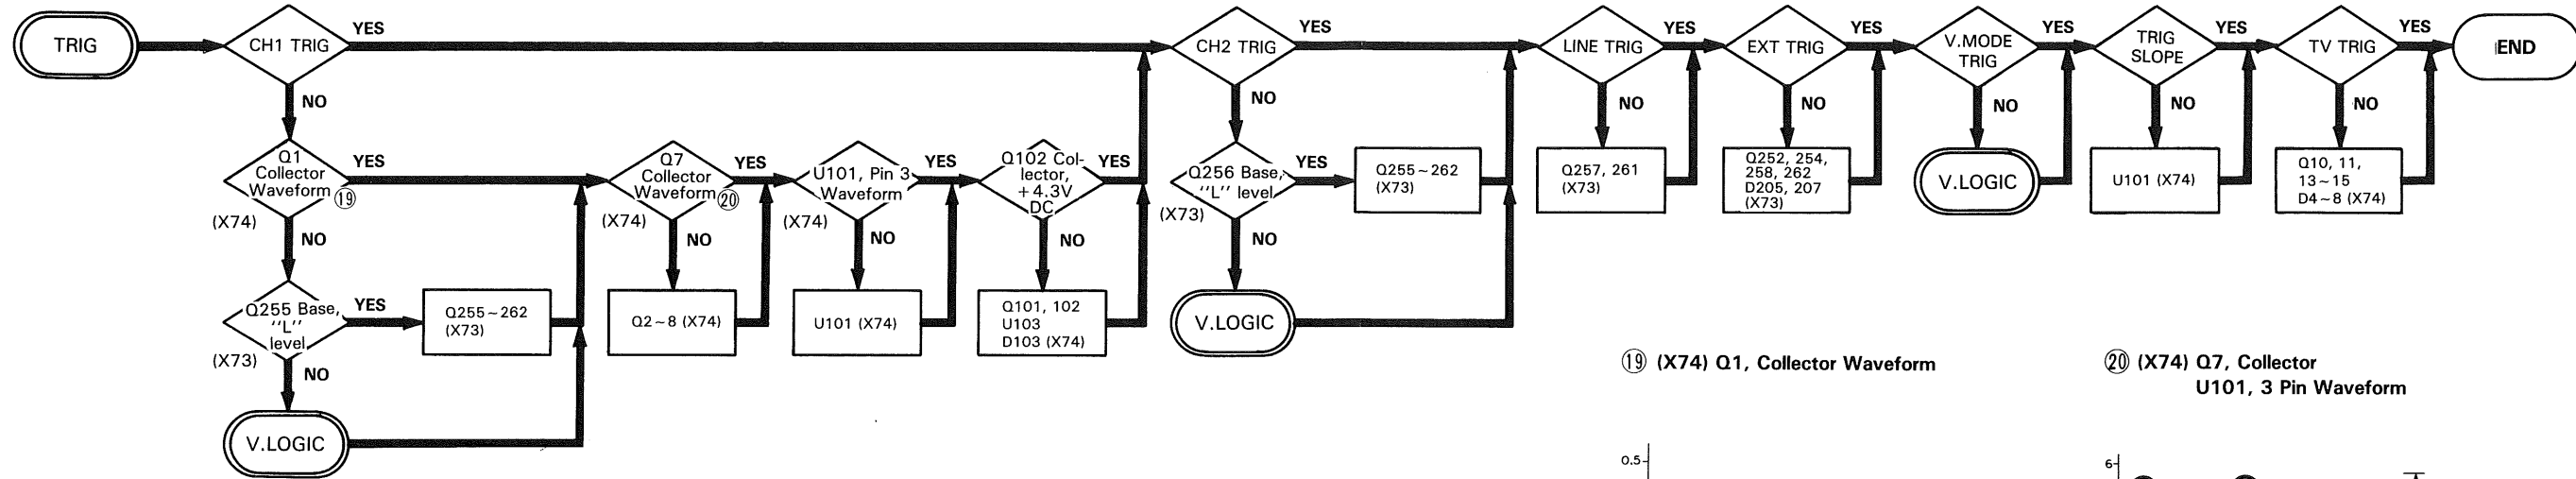 TRIG
CH1 TRIG
YES
NO
Q1
Collector
Waveform
⑲
(X74)
YES
NO
Q255 Base,
"L"
level
(X73)
YES
NO
V.LOGIC
Q255~262
(X73)
Q7
Collector
Waveform
⑳
(X74)
YES
NO
Q2~8 (X74)
U101, Pin 3
Waveform
(X74)
YES
NO
U101 (X74)
Q102 Col-
lector,
+4.3V
DC
YES
NO
Q101, 102
U103
D103 (X74)
CH2 TRIG
YES
NO
Q256 Base,
"L" level
(X73)
YES
NO
V.LOGIC
Q255~262
(X73)
LINE TRIG
YES
NO
Q257, 261
(X73)
EXT TRIG
YES
NO
Q252, 254,
258, 262
D205, 207
(X73)
V.MODE
TRIG
YES
NO
V.LOGIC
TRIG
SLOPE
YES
NO
U101 (X74)
TV TRIG
YES
NO
Q10, 11,
13~15
D4~8 (X74)
END
⑲ (X74) Q1, Collector Waveform
⑳ (X74) Q7, Collector
U101, 3 Pin Waveform
0.5
6